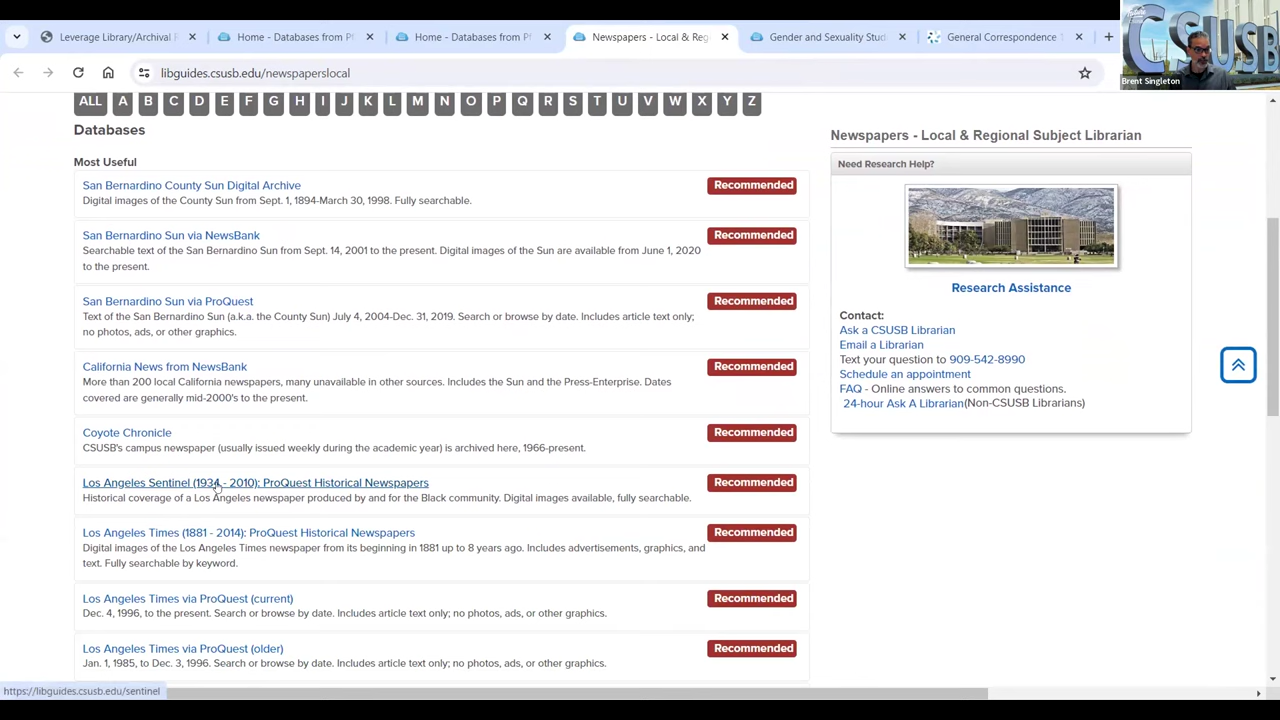 Leverage Library/Archival F
Home - Databases from Pr
Home - Databases from Pr
Newspapers - Local & Reg
Gender and Sexuality Stud
General Correspondence
libguides.csusb.edu/newspaperslocal
CSUSB
Brent Singleton
ALL A B C D E F G H I J K L M N O P Q R S T U V W X Y Z
Databases
Most Useful
San Bernardino County Sun Digital Archive
Recommended
Digital images of the County Sun from Sept. 1, 1894-March 30, 1998. Fully searchable.
San Bernardino Sun via NewsBank
Recommended
Searchable text of the San Bernardino Sun from Sept. 14, 2001 to the present. Digital images of the Sun are available from June 1, 2020
to the present.
San Bernardino Sun via ProQuest
Recommended
Text of the San Bernardino Sun (a.k.a. the County Sun) July 4, 2004-Dec. 31, 2019. Search or browse by date. Includes article text only;
no photos, ads, or other graphics.
California News from NewsBank
Recommended
More than 200 local California newspapers, many unavailable in other sources. Includes the Sun and the Press-Enterprise. Dates
covered are generally mid-2000's to the present.
Coyote Chronicle
Recommended
CSUSB's campus newspaper (usually issued weekly during the academic year) is archived here, 1966-present.
Los Angeles Sentinel (1934 - 2010): ProQuest Historical Newspapers
Recommended
Historical coverage of a Los Angeles newspaper produced by and for the Black community. Digital images available, fully searchable.
Los Angeles Times (1881 - 2014): ProQuest Historical Newspapers
Recommended
Digital images of the Los Angeles Times newspaper from its beginning in 1881 up to 8 years ago. Includes advertisements, graphics, and
text. Fully searchable by keyword.
Los Angeles Times via ProQuest (current)
Recommended
Dec. 4, 1996, to the present. Search or browse by date. Includes article text only; no photos, ads, or other graphics.
Los Angeles Times via ProQuest (older)
Recommended
Jan. 1, 1985, to Dec. 3, 1996. Search or browse by date. Includes article text only; no photos, ads, or other graphics.
Newspapers - Local & Regional Subject Librarian
Need Research Help?
Research Assistance
Contact:
Ask a CSUSB Librarian
Email a Librarian
Text your question to 909-542-8990
Schedule an appointment
FAQ - Online answers to common questions.
24-hour Ask A Librarian(Non-CSUSB Librarians)
https://libguides.csusb.edu/sentinel